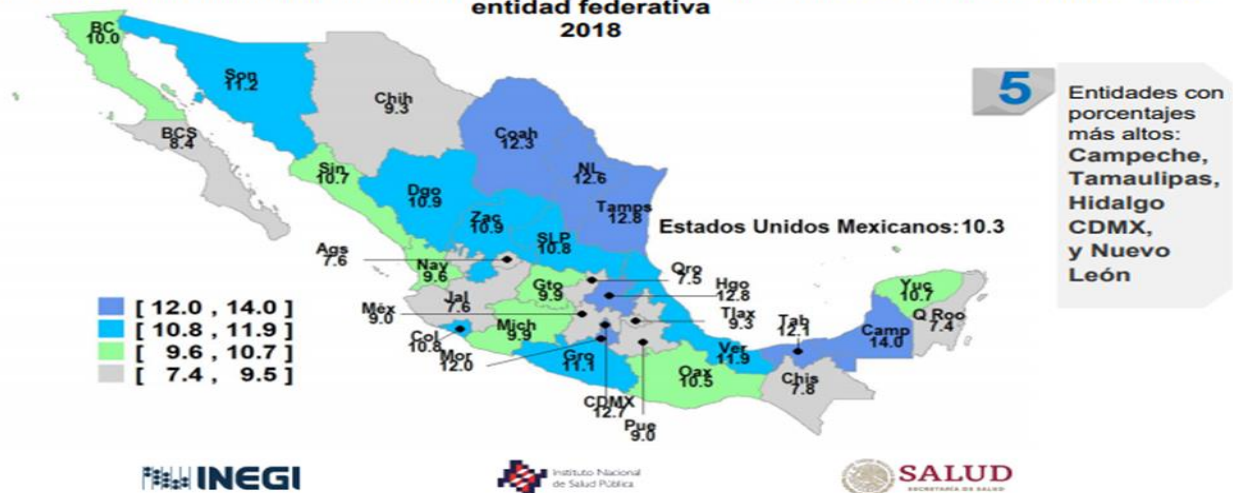 entidad federativa
2018
BC
10.0
Son
11.2
Chih
9.3
BCS
8.4
Coah
12.3
NL
12.6
Sin
10.7
Dgo
10.9
Tamps
12.8
Zac
10.9
SLP
10.8
Estados Unidos Mexicanos:10.3
Ags
7.6
Nay
9.6
Gto
9.9
Qro
7.5
Hgo
12.8
Jal
7.6
Méx
9.0
Mich
9.9
Tlax
9.3
Col
10.8
Mor
12.0
Gro
11.1
CDMX
12.7
Pue
9.0
Ver
11.9
Oax
10.5
Tab
12.1
Chis
7.8
Camp
14.0
Yuc
10.7
Q Roo
7.4
[ 12.0 , 14.0 ]
[ 10.8 , 11.9 ]
[ 9.6 , 10.7 ]
[ 7.4 , 9.5 ]
5
Entidades con
porcentajes
más altos:
Campeche,
Tamaulipas,
Hidalgo
CDMX,
y Nuevo
León
INEGI
Instituto Nacional
de Salud Pública
SALUD
SECRETARÍA DE SALUD